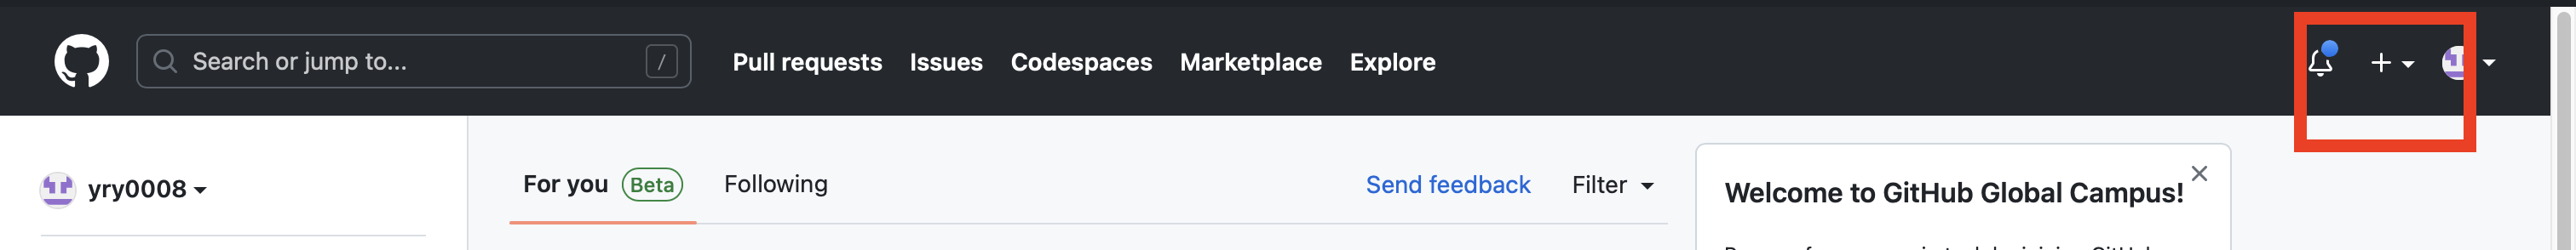 Search or jump to... /
Pull requests Issues Codespaces Marketplace Explore
yry0008
For you Beta Following Send feedback Filter
Welcome to GitHub Global Campus!